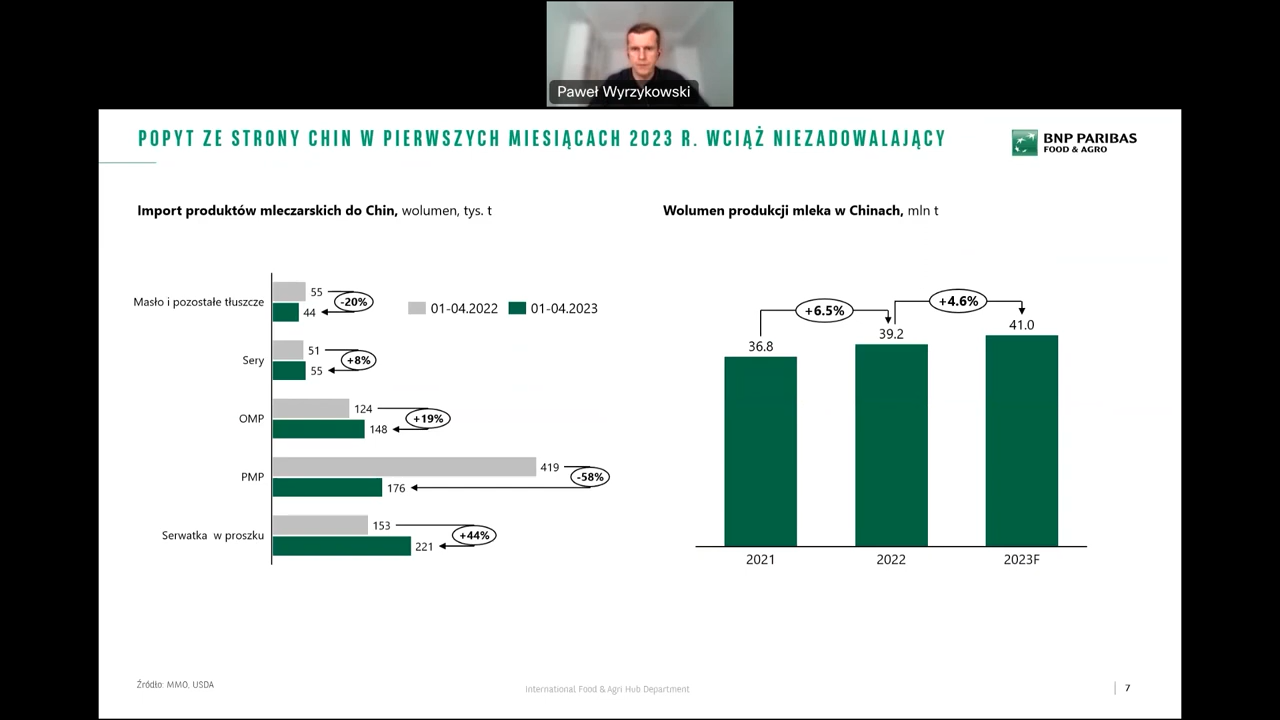 Paweł Wyrzykowski
POPYT ZE STRONY CHIN W PIERWSZYCH MIESIĄCACH 2023 R. WCIĄŻ NIEZADOWALAJĄCY
BNP PARIBAS
FOOD & AGRO
Import produktów mleczarskich do Chin, wolumen, tys. t
Masło i pozostałe tłuszcze
55
44
-20%
01-04.2022
01-04.2023
Sery
51
55
+8%
OMP
124
148
+19%
PMP
419
176
-58%
Serwatka w proszku
153
221
+44%
Wolumen produkcji mleka w Chinach, mln t
+6.5%
+4.6%
36.8
39.2
41.0
2021
2022
2023F
Źródło: MMO, USDA
International Food & Agri Hub Department
7